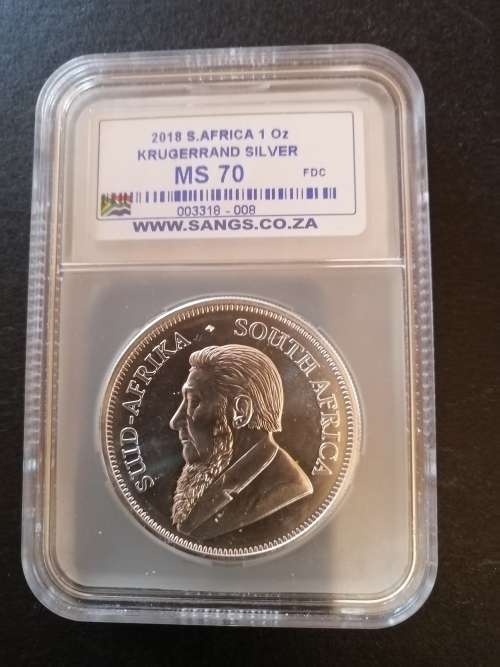 2018 S.AFRICA 1 Oz
KRUGERRAND SILVER
MS 70 FDC
003318 - 008
WWW.SANGS.CO.ZA
SUID-AFRIKA • SOUTH AFRICA